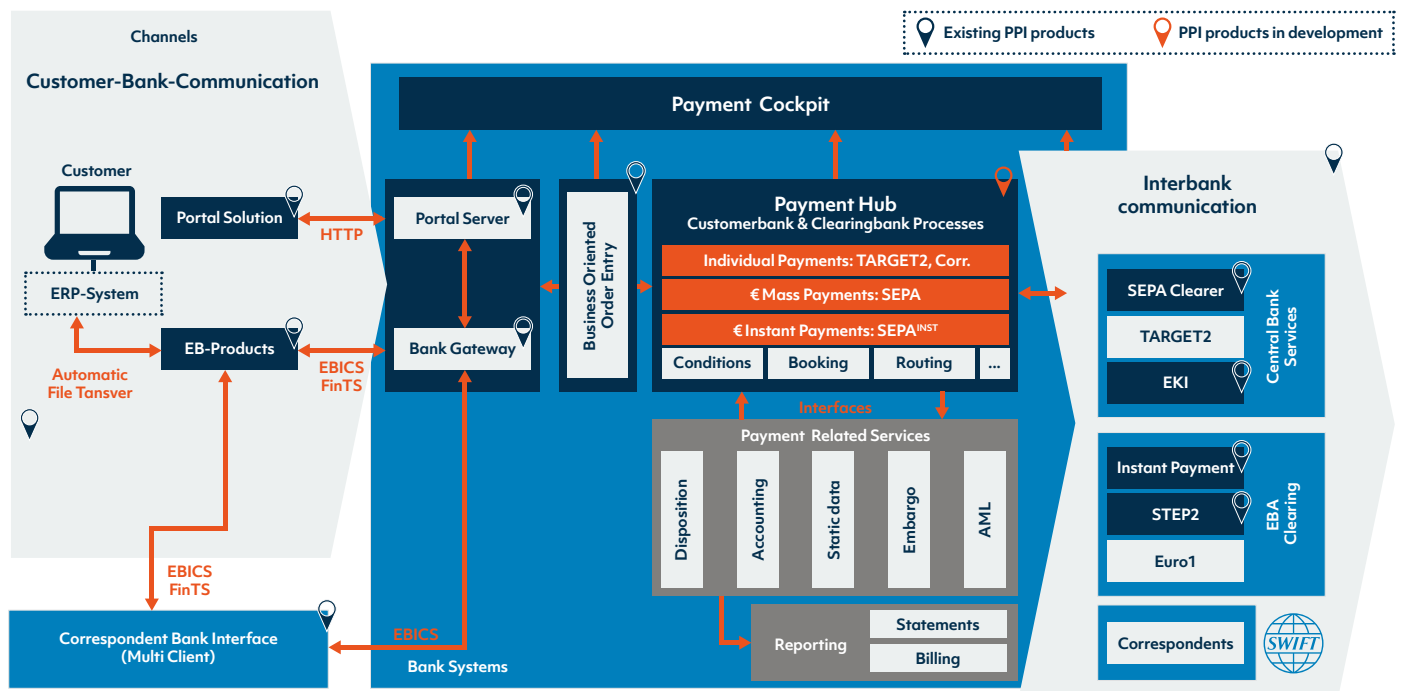 Channels
Customer-Bank-Communication
Existing PPI products
PPI products in development
Payment Cockpit
Customer
Portal Solution
HTTP
ERP-System
EB-Products
Automatic
File Tansver
EBICS
FinTS
Portal Server
Bank Gateway
Business Oriented
Order Entry
Payment Hub
Customerbank & Clearingbank Processes
Individual Payments: TARGET2, Corr.
€ Mass Payments: SEPA
€ Instant Payments: SEPAINST
Conditions
Booking
Routing
...
Interfaces
Payment Related Services
Disposition
Accounting
Static data
Embargo
AML
Reporting
Statements
Billing
EBICS
FinTS
Correspondent Bank Interface
(Multi Client)
EBICS
Bank Systems
Interbank
communication
SEPA Clearer
TARGET2
EKI
Central Bank
Services
Instant Payment
STEP2
Euro1
EBA
Clearing
Correspondents
SWIFT